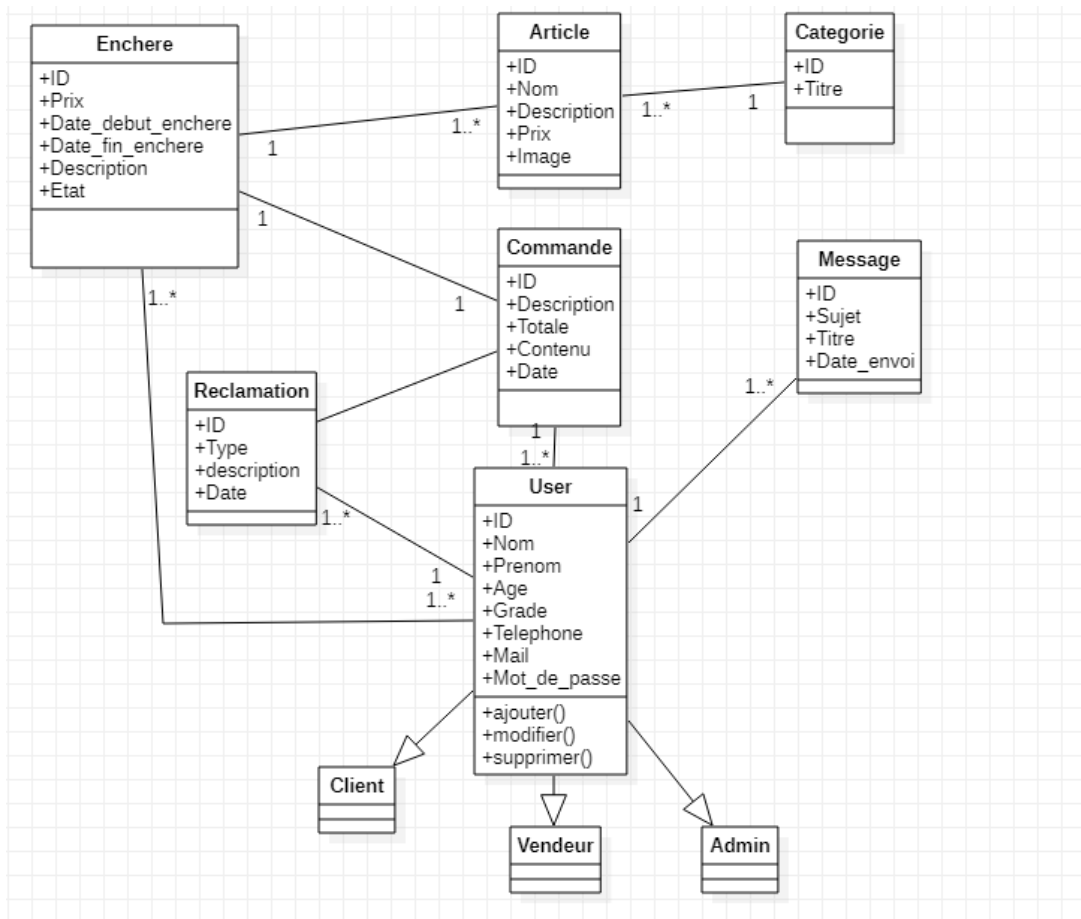 Enchere
+ID
+Prix
+Date_debut_enchere
+Date_fin_enchere
+Description
+Etat
1
1..*
Article
+ID
+Nom
+Description
+Prix
+Image
1..*
1
Categorie
+ID
+Titre
1
1
1..*
Commande
+ID
+Description
+Totale
+Contenu
+Date
1
1..*
Message
+ID
+Sujet
+Titre
+Date_envoi
1..*
1
Reclamation
+ID
+Type
+description
+Date
1..*
1
1..*
User
+ID
+Nom
+Prenom
+Age
+Grade
+Telephone
+Mail
+Mot_de_passe
+ajouter()
+modifier()
+supprimer()
Client
Vendeur
Admin